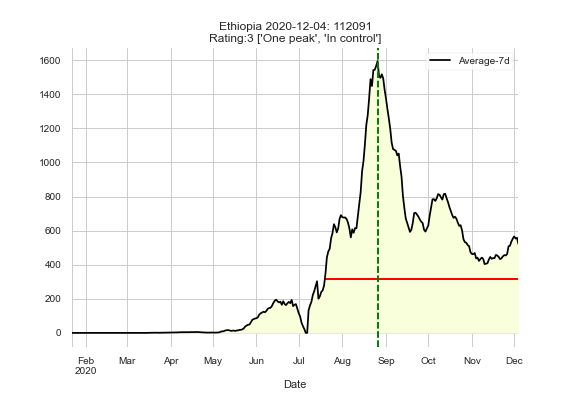 Ethiopia 2020-12-04: 112091
Rating:3 ['One peak', 'In control']
Average-7d
1600
1400
1200
1000
800
600
400
200
0
Feb Mar Apr May Jun Jul Aug Sep Oct Nov Dec
2020
Date